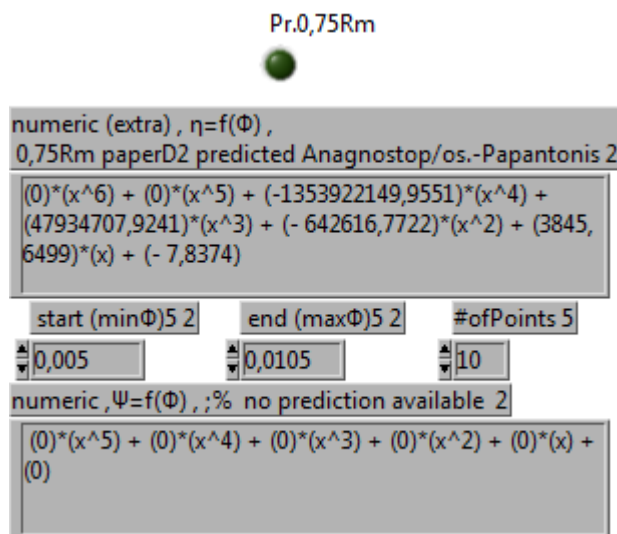 Pr.0,75Rm
numeric (extra) , η=f(Φ) ,
0,75Rm paperD2 predicted Anagnostop/os.-Papantonis 2
(0)*(x^6) + (0)*(x^5) + (-1353922149,9551)*(x^4) +
(47934707,9241)*(x^3) + (- 642616,7722)*(x^2) + (3845,
6499)*(x) + (- 7,8374)
start (minΦ)5 2 end (maxΦ)5 2 #ofPoints 5
0,005 0,0105 10
numeric ,Ψ=f(Φ) , ;% no prediction available 2
(0)*(x^5) + (0)*(x^4) + (0)*(x^3) + (0)*(x^2) + (0)*(x) +
(0)